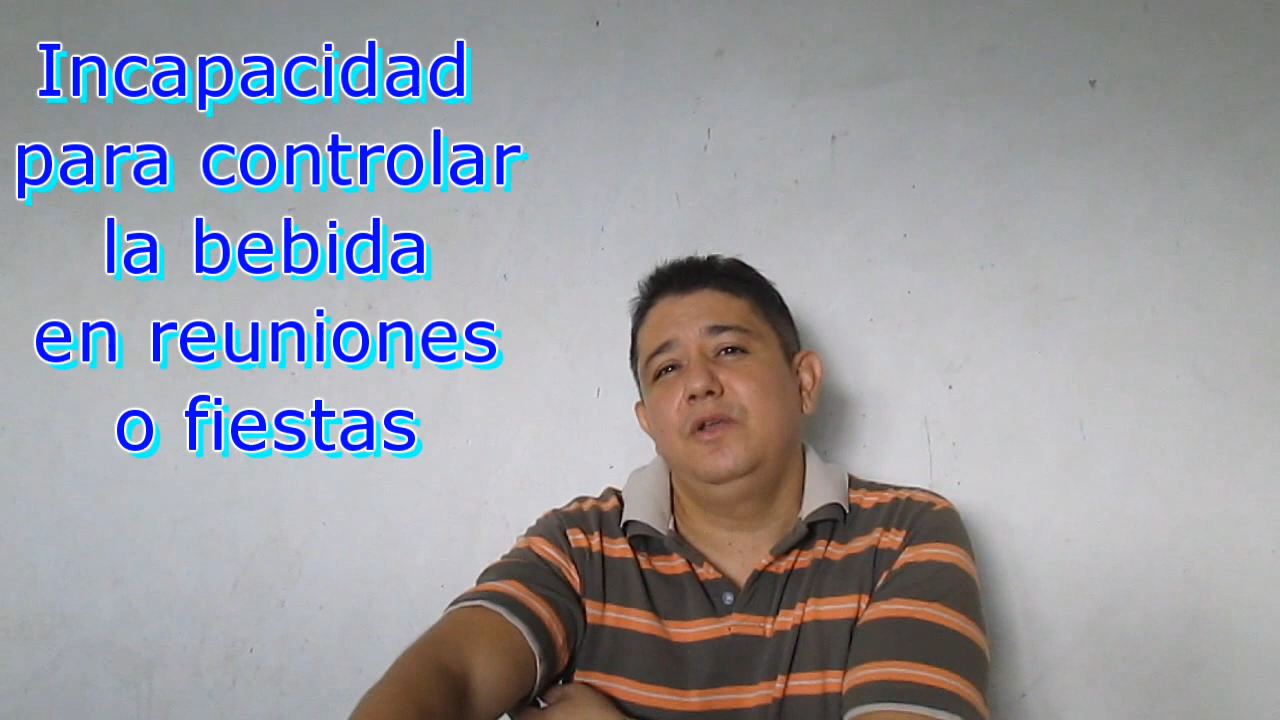 Incapacidad
para controlar
la bebida
en reuniones
o fiestas